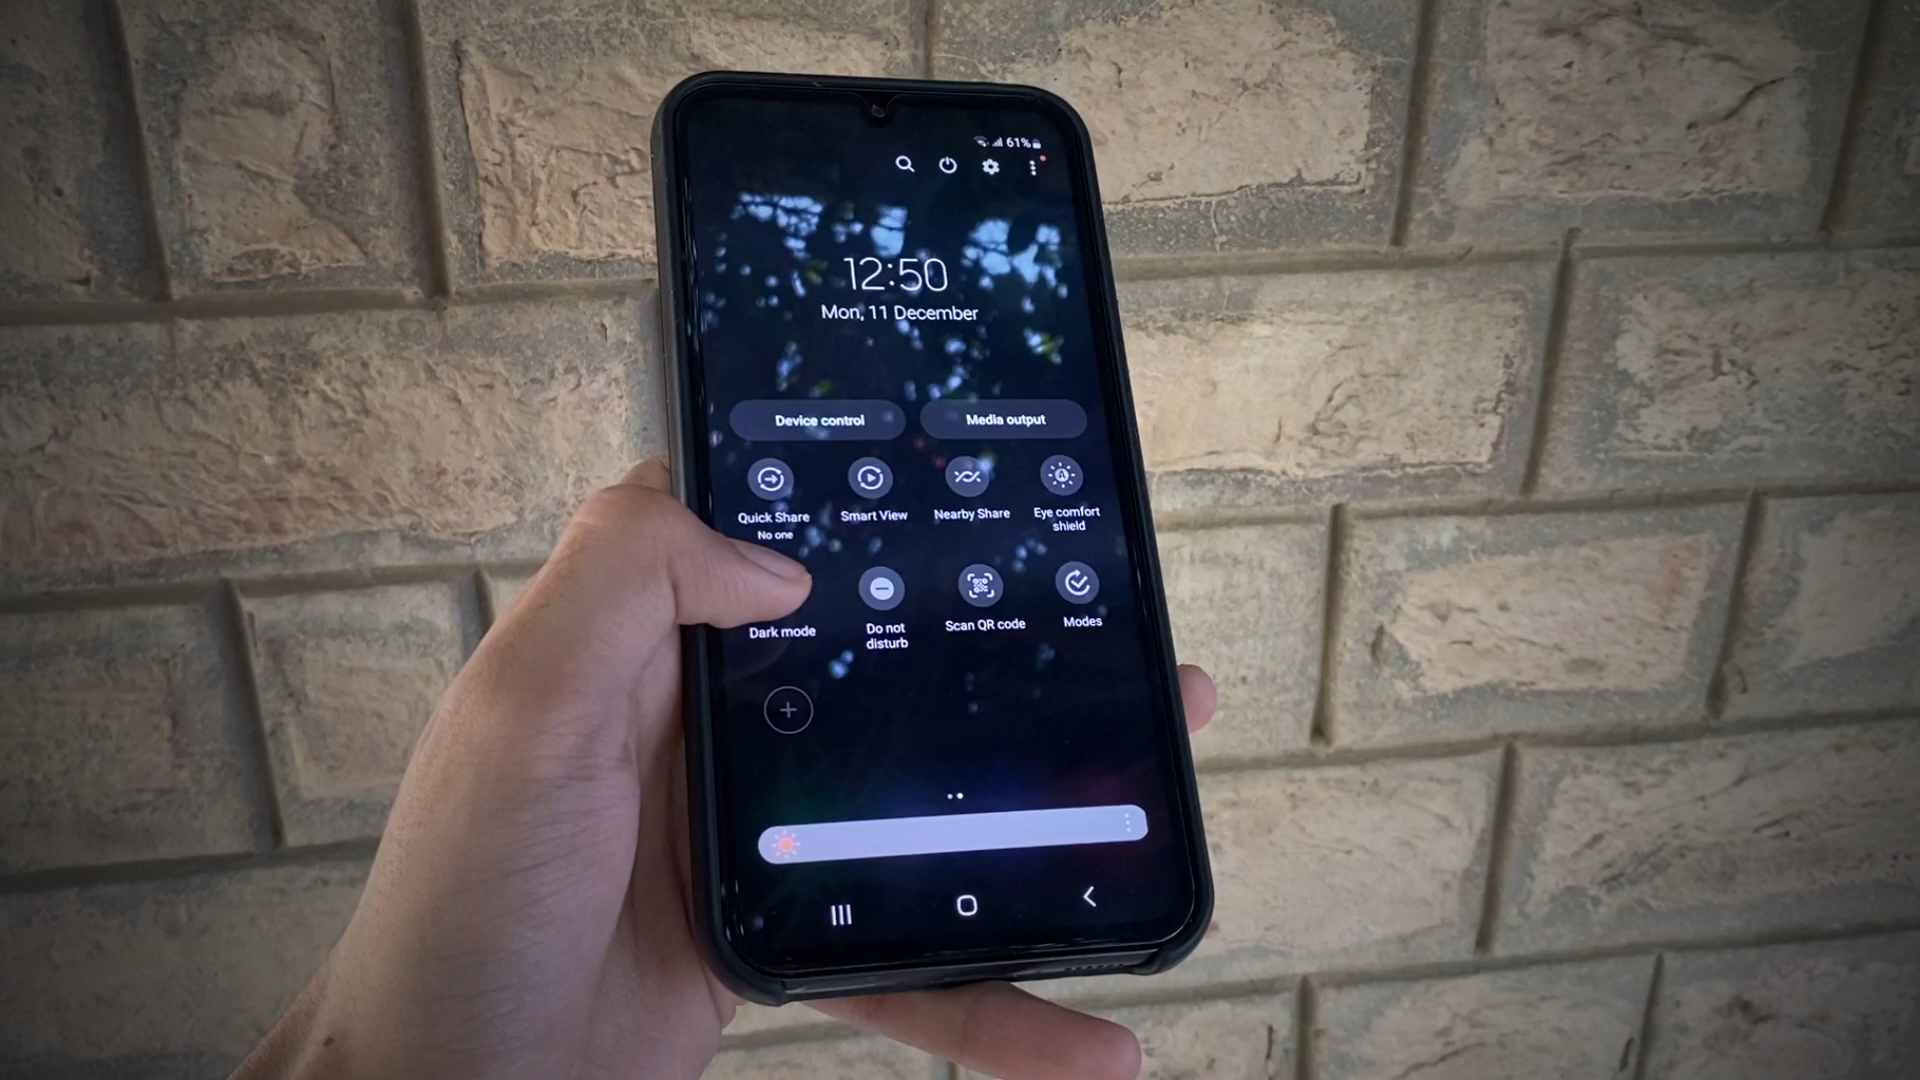 61%
12:50
Mon, 11 December
Device control
Media output
Quick Share
No one
Smart View
Nearby Share
Eye comfort
shield
Dark mode
Do not
disturb
Scan QR code
Modes